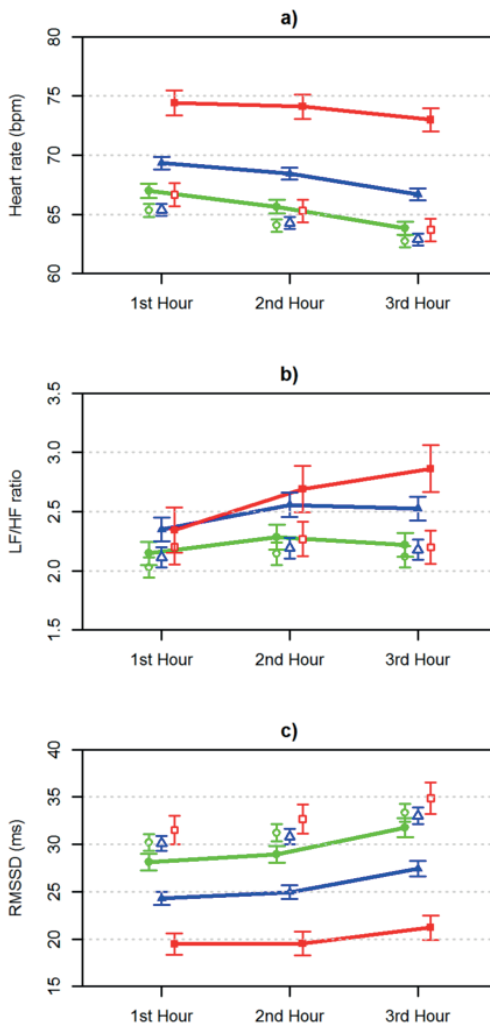 a)
Heart rate (bpm)
80
75
70
65
60
1st Hour 2nd Hour 3rd Hour
b)
LF/HF ratio
3.5
3.0
2.5
2.0
1.5
1st Hour 2nd Hour 3rd Hour
c)
RMSSD (ms)
40
35
30
25
20
15
1st Hour 2nd Hour 3rd Hour